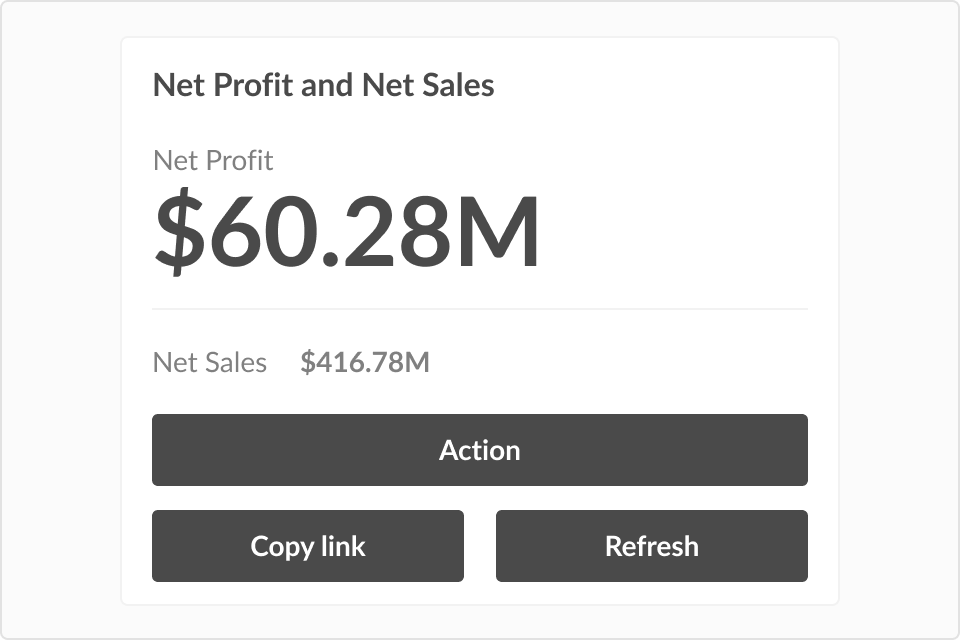 Net Profit and Net Sales
Net Profit
$60.28M
Net Sales $416.78M
Action
Copy link Refresh